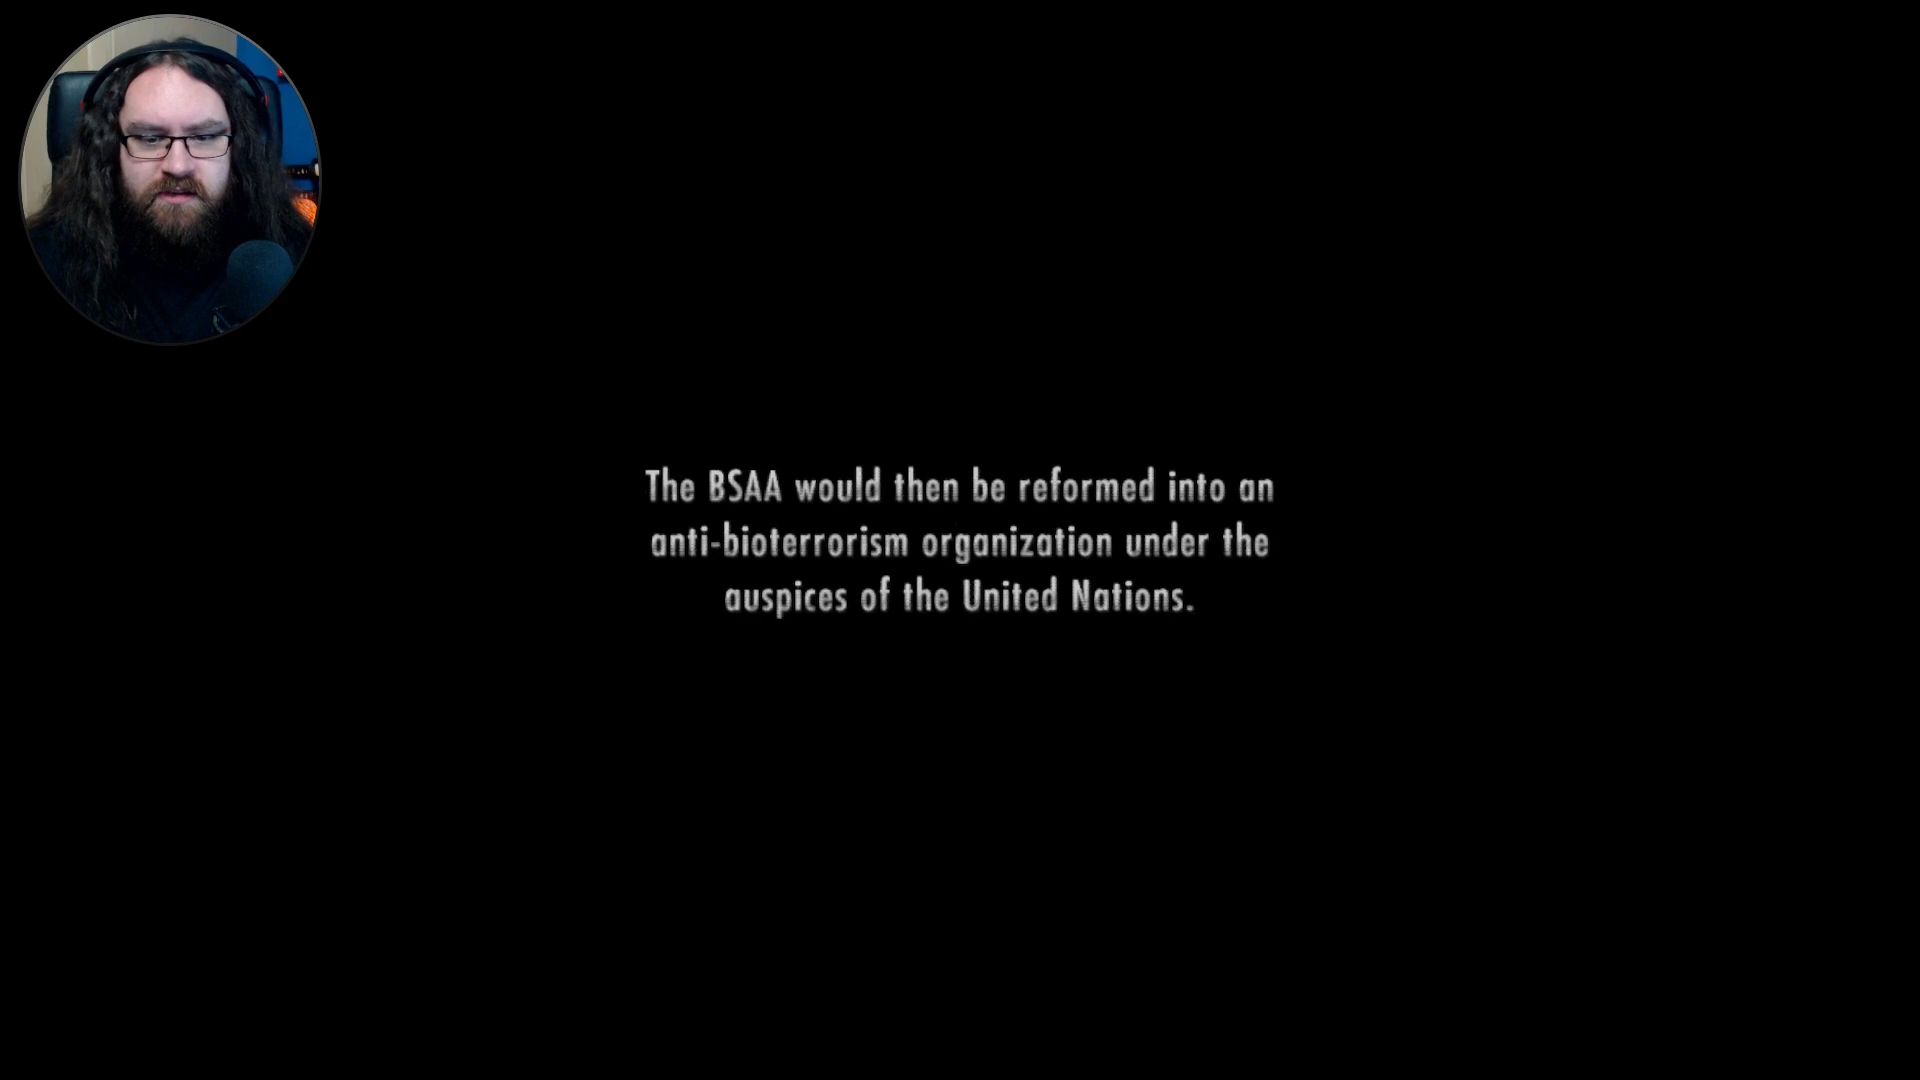 The BSAA would then be reformed into an
anti-bioterrorism organization under the
auspices of the United Nations.